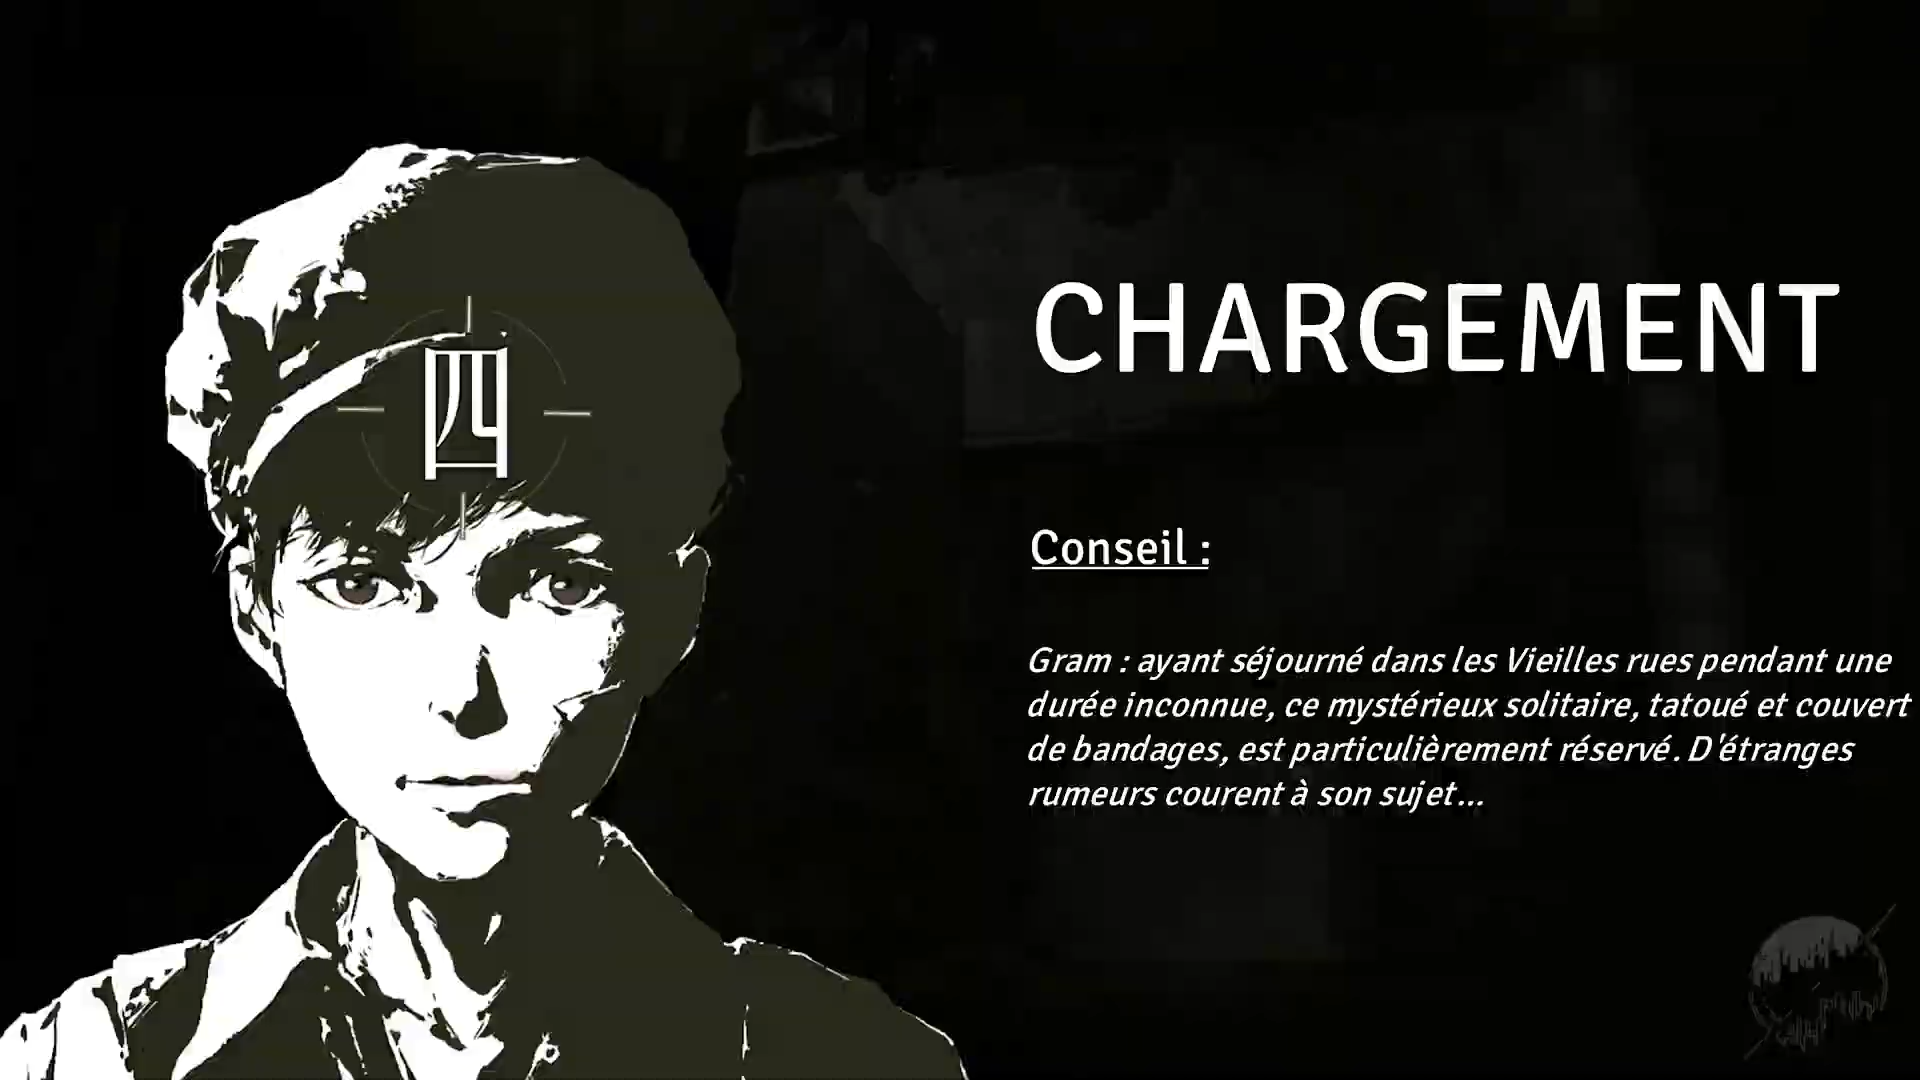 四
CHARGEMENT
Conseil :
Gram : ayant séjourné dans les Vieilles rues pendant une
durée inconnue, ce mystérieux solitaire, tatoué et couvert
de bandages, est particulièrement réservé. D'étranges
rumeurs courent à son sujet...